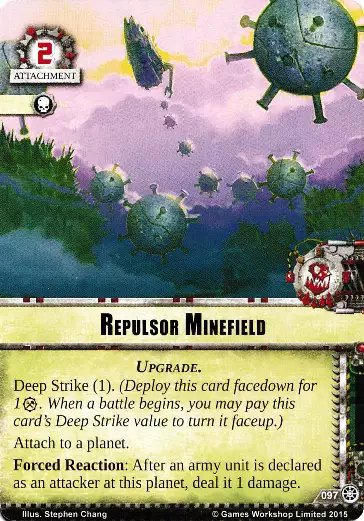 2
ATTACHMENT
REPULSOR MINEFIELD
UPGRADE.
Deep Strike (1). (Deploy this card facedown for
1. When a battle begins, you may pay this
card's Deep Strike value to turn it faceup.)
Attach to a planet.
Forced Reaction: After an army unit is declared
as an attacker at this planet, deal it 1 damage.
097
Illus. Stephen Chang
© Games Workshop Limited 2015